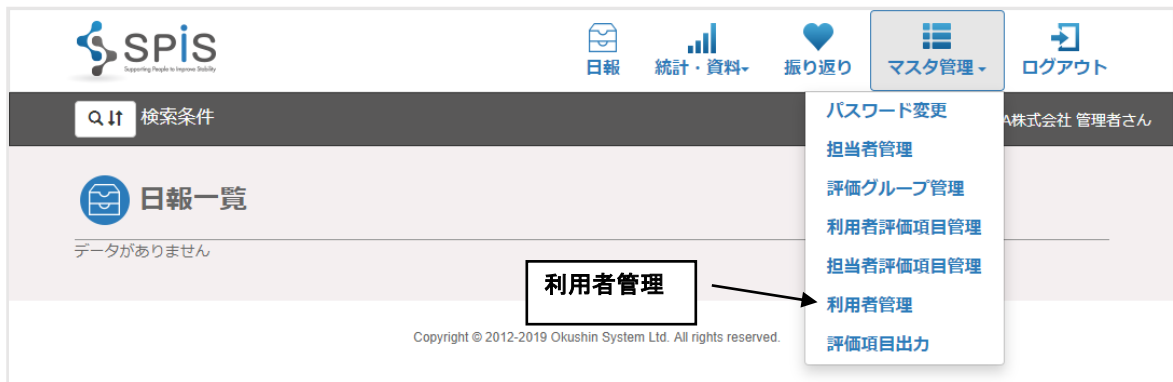 SPiS
Supporting People to Improve Stability
日報
統計・資料
振り返り
マスタ管理
ログアウト
検索条件
A株式会社 管理者さん
パスワード変更
担当者管理
評価グループ管理
利用者評価項目管理
担当者評価項目管理
利用者管理
評価項目出力
日報一覧
データがありません
利用者管理
Copyright © 2012-2019 Okushin System Ltd. All rights reserved.